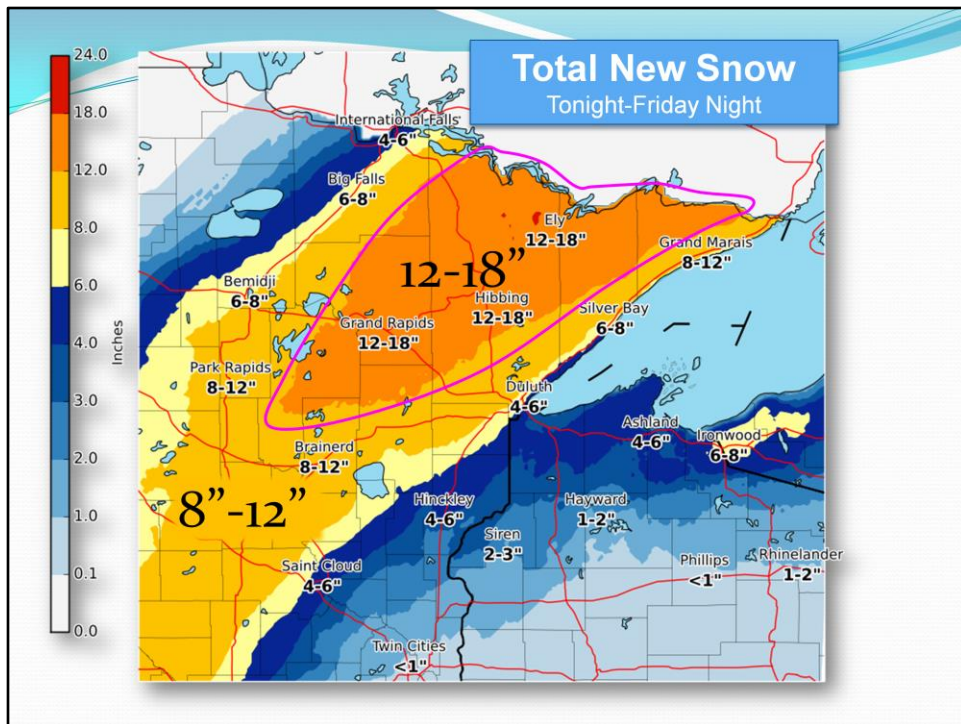 Total New Snow
Tonight-Friday Night
24.0
18.0
12.0
8.0
6.0
4.0
3.0
2.0
1.0
0.1
0.0
Inches
International Falls
4-6"
Big Falls
6-8"
Ely
12-18"
Grand Marais
8-12"
12-18”
Bemidji
6-8"
Hibbing
12-18"
Silver Bay
6-8"
Grand Rapids
12-18"
Park Rapids
8-12"
Duluth
4-6"
Ashland
4-6"
Ironwood
6-8"
Brainerd
8-12"
8”-12”
Hinckley
4-6"
Hayward
1-2"
Siren
2-3"
Phillips
<1"
Rhinelander
1-2"
Saint Cloud
4-6"
Twin Cities
<1"